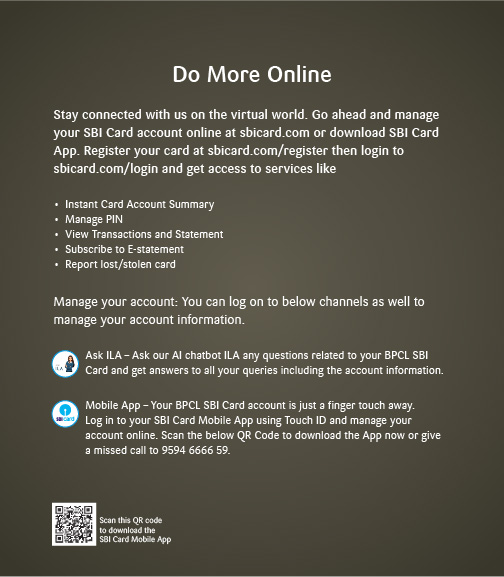 Do More Online
Stay connected with us on the virtual world. Go ahead and manage
your SBI Card account online at sbicard.com or download SBI Card
App. Register your card at sbicard.com/register then login to
sbicard.com/login and get access to services like
• Instant Card Account Summary
• Manage PIN
• View Transactions and Statement
• Subscribe to E-statement
• Report lost/stolen card
Manage your account: You can log on to below channels as well to
manage your account information.
ILA
Ask ILA – Ask our AI chatbot ILA any questions related to your BPCL SBI
Card and get answers to all your queries including the account information.
SBI card
Mobile App – Your BPCL SBI Card account is just a finger touch away.
Log in to your SBI Card Mobile App using Touch ID and manage your
account online. Scan the below QR Code to download the App now or give
a missed call to 9594 6666 59.
Scan this QR code
to download the
SBI Card Mobile App